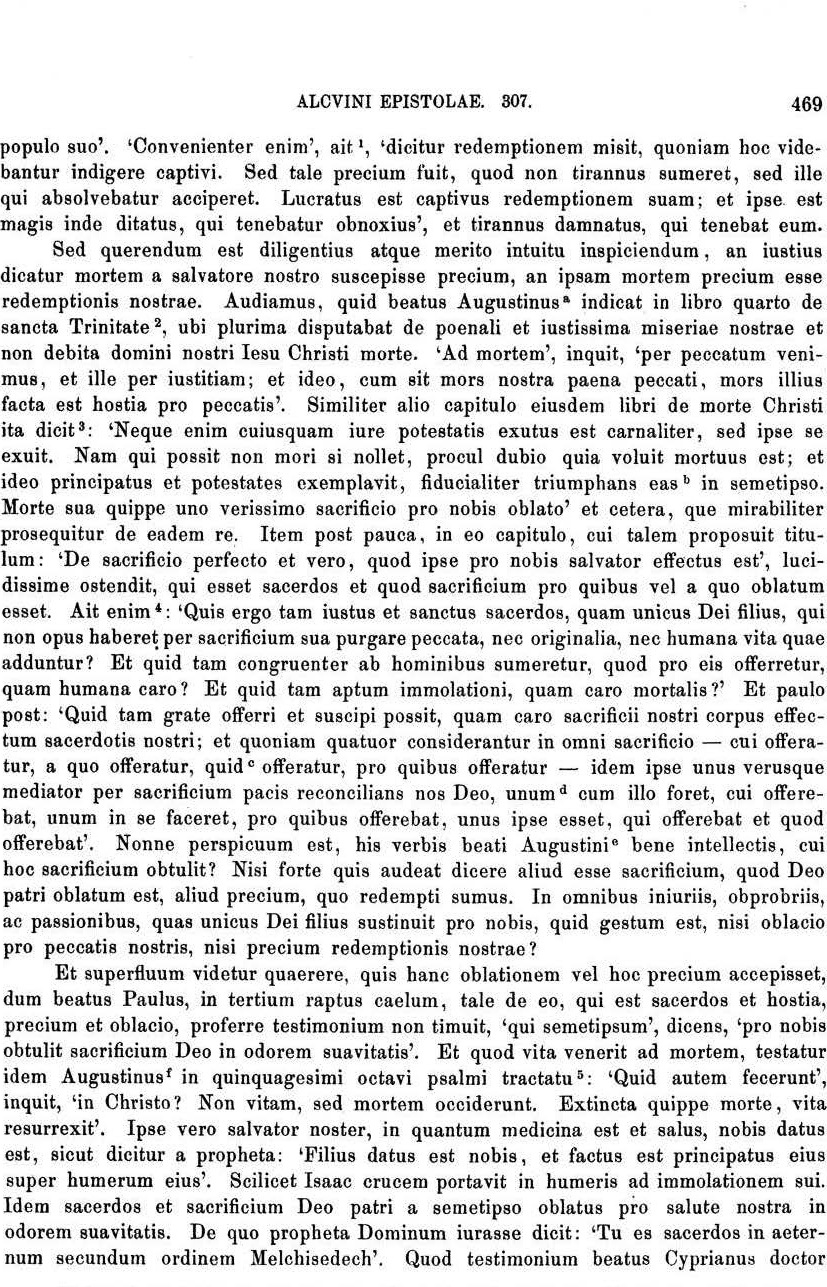 ALCVINI EPISTOLAE. 307. 469
populo suo’. ‘Convenienter enim’, ait ¹, ‘dicitur redemptionem misit, quoniam hoc vide-
bantur indigere captivi. Sed tale precium fuit, quod non tirannus sumeret, sed ille
qui absolvebatur acciperet. Lucratus est captivus redemptionem suam; et ipse est
magis inde ditatus, qui tenebatur obnoxius’, et tirannus damnatus, qui tenebat eum.
Sed querendum est diligentius atque merito intuitu inspiciendum, an iustius
dicatur mortem a salvatore nostro suscepisse precium, an ipsam mortem precium esse
redemptionis nostrae. Audiamus, quid beatus Augustinus ᵃ indicat in libro quarto de
sancta Trinitate ², ubi plurima disputabat de poenali et iustissima miseriae nostrae et
non debita domini nostri Iesu Christi morte. ‘Ad mortem’, inquit, ‘per peccatum veni-
mus, et ille per iustitiam; et ideo, cum sit mors nostra paena peccati, mors illius
facta est hostia pro peccatis’. Similiter alio capitulo eiusdem libri de morte Christi
ita dicit ³: ‘Neque enim cuiusquam iure potestatis exutus est carnaliter, sed ipse se
exuit. Nam qui possit non mori si nollet, procul dubio quia voluit mortuus est; et
ideo principatus et potestates exemplavit, fiducialiter triumphans eas ᵇ in semetipso.
Morte sua quippe uno verissimo sacrificio pro nobis oblato’ et cetera, que mirabiliter
prosequitur de eadem re. Item post pauca, in eo capitulo, cui talem proposuit titu-
lum: ‘De sacrificio perfecto et vero, quod ipse pro nobis salvator effectus est’, luci-
dissime ostendit, qui esset sacerdos et quod sacrificium pro quibus vel a quo oblatum
esset. Ait enim ⁴: ‘Quis ergo tam iustus et sanctus sacerdos, quam unicus Dei filius, qui
non opus haberet per sacrificium sua purgare peccata, nec originalia, nec humana vita quae
adduntur? Et quid tam congruenter ab hominibus sumeretur, quod pro eis offerretur,
quam humana caro? Et quid tam aptum immolationi, quam caro mortalis?’ Et paulo
post: ‘Quid tam grate offerri et suscipi possit, quam caro sacrificii nostri corpus effec-
tum sacerdotis nostri; et quoniam quatuor considerantur in omni sacrificio — cui offera-
tur, a quo offeratur, quid ᶜ offeratur, pro quibus offeratur — idem ipse unus verusque
mediator per sacrificium pacis reconcilians nos Deo, unum ᵈ cum illo foret, cui offere-
bat, unum in se faceret, pro quibus offerebat, unus ipse esset, qui offerebat et quod
offerebat’. Nonne perspicuum est, his verbis beati Augustini ᵉ bene intellectis, cui
hoc sacrificium obtulit? Nisi forte quis audeat dicere aliud esse sacrificium, quod Deo
patri oblatum est, aliud precium, quo redempti sumus. In omnibus iniuriis, obprobriis,
ac passionibus, quas unicus Dei filius sustinuit pro nobis, quid gestum est, nisi oblacio
pro peccatis nostris, nisi precium redemptionis nostrae?
Et superfluum videtur quaerere, quis hanc oblationem vel hoc precium accepisset,
dum beatus Paulus, in tertium raptus caelum, tale de eo, qui est sacerdos et hostia,
precium et oblacio, proferre testimonium non timuit, ‘qui semetipsum’, dicens, ‘pro nobis
obtulit sacrificium Deo in odorem suavitatis’. Et quod vita venerit ad mortem, testatur
idem Augustinus ᶠ in quinquagesimi octavi psalmi tractatu ⁵: ‘Quid autem fecerunt’,
inquit, ‘in Christo? Non vitam, sed mortem occiderunt. Extincta quippe morte, vita
resurrexit’. Ipse vero salvator noster, in quantum medicina est et salus, nobis datus
est, sicut dicitur a propheta: ‘Filius datus est nobis, et factus est principatus eius
super humerum eius’. Scilicet Isaac crucem portavit in humeris ad immolationem sui.
Idem sacerdos et sacrificium Deo patri a semetipso oblatus pro salute nostra in
odorem suavitatis. De quo propheta Dominum iurasse dicit: ‘Tu es sacerdos in aeter-
num secundum ordinem Melchisedech’. Quod testimonium beatus Cyprianus doctor